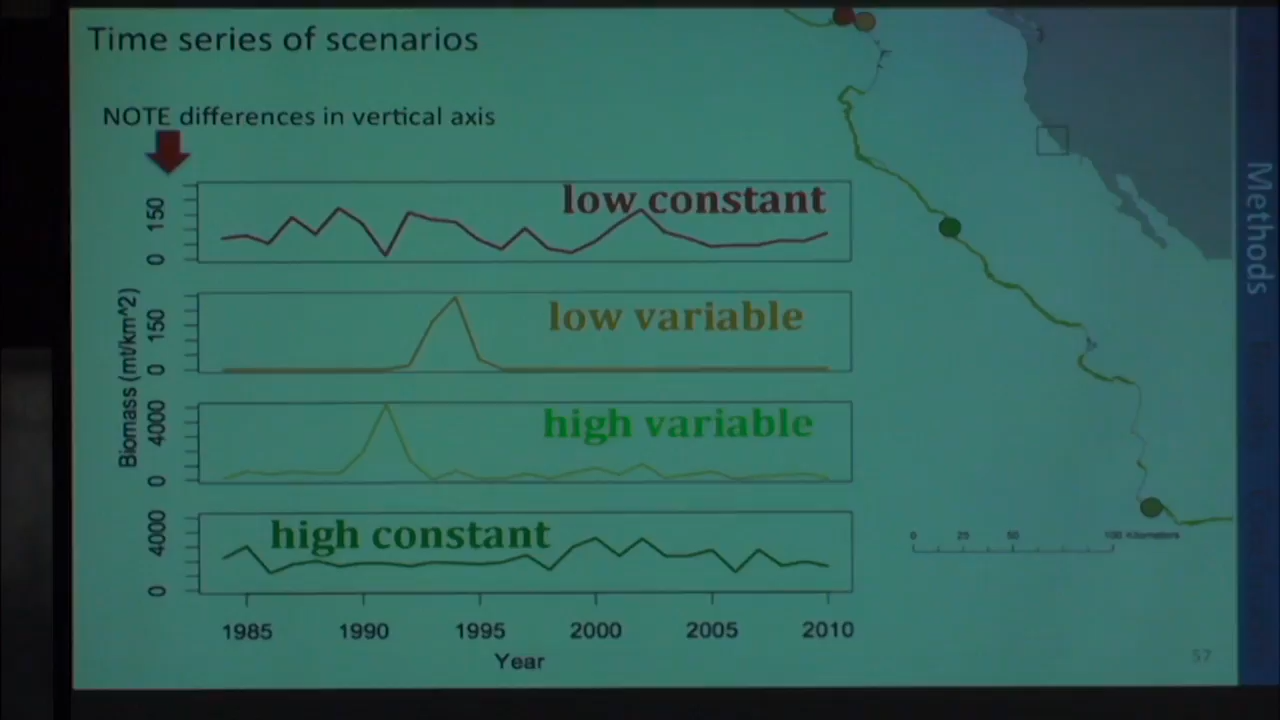 Time series of scenarios
NOTE differences in vertical axis
Methods
Biomass (mt/km^2)
low constant
150
0
low variable
150
0
high variable
4000
0
high constant
4000
0
1985 1990 1995 2000 2005 2010
Year
0 25 50 100 Kilometers
57